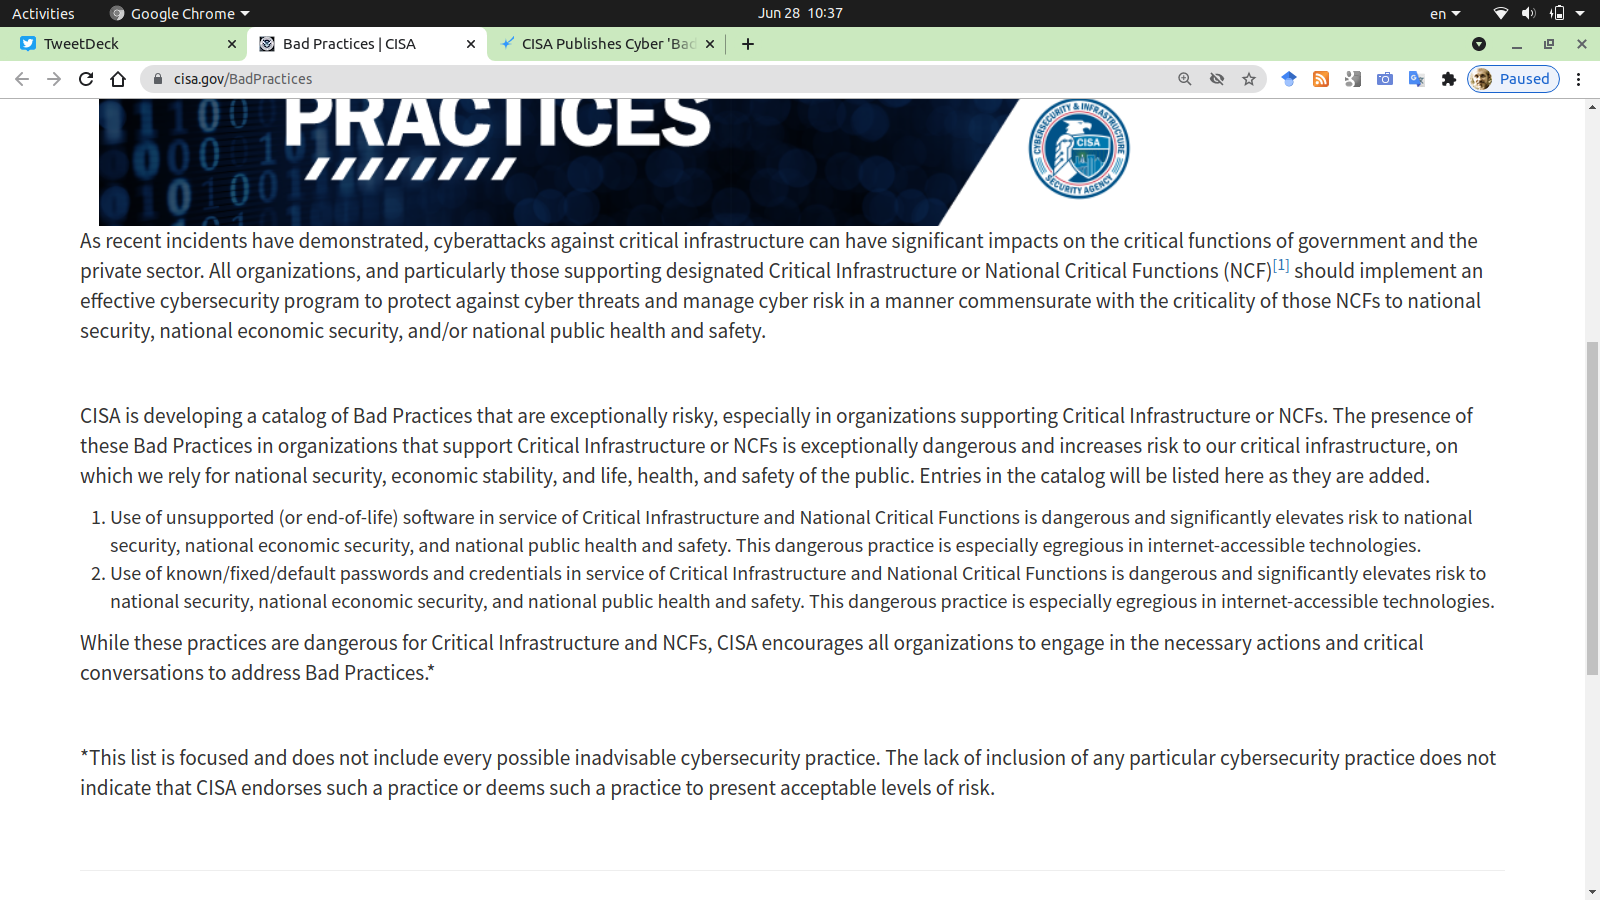 Activities
Google Chrome
Jun 28 10:37
en
TweetDeck
Bad Practices | CISA
CISA Publishes Cyber 'Bad
cisa.gov/BadPractices
Paused
PRACTICES
CYBERSECURITY & INFRASTRUCTURE
CISA
SECURITY AGENCY
As recent incidents have demonstrated, cyberattacks against critical infrastructure can have significant impacts on the critical functions of government and the
private sector. All organizations, and particularly those supporting designated Critical Infrastructure or National Critical Functions (NCF)[1] should implement an
effective cybersecurity program to protect against cyber threats and manage cyber risk in a manner commensurate with the criticality of those NCFs to national
security, national economic security, and/or national public health and safety.
CISA is developing a catalog of Bad Practices that are exceptionally risky, especially in organizations supporting Critical Infrastructure or NCFs. The presence of
these Bad Practices in organizations that support Critical Infrastructure or NCFs is exceptionally dangerous and increases risk to our critical infrastructure, on
which we rely for national security, economic stability, and life, health, and safety of the public. Entries in the catalog will be listed here as they are added.
1. Use of unsupported (or end-of-life) software in service of Critical Infrastructure and National Critical Functions is dangerous and significantly elevates risk to national
security, national economic security, and national public health and safety. This dangerous practice is especially egregious in internet-accessible technologies.
2. Use of known/fixed/default passwords and credentials in service of Critical Infrastructure and National Critical Functions is dangerous and significantly elevates risk to
national security, national economic security, and national public health and safety. This dangerous practice is especially egregious in internet-accessible technologies.
While these practices are dangerous for Critical Infrastructure and NCFs, CISA encourages all organizations to engage in the necessary actions and critical
conversations to address Bad Practices.*
*This list is focused and does not include every possible inadvisable cybersecurity practice. The lack of inclusion of any particular cybersecurity practice does not
indicate that CISA endorses such a practice or deems such a practice to present acceptable levels of risk.